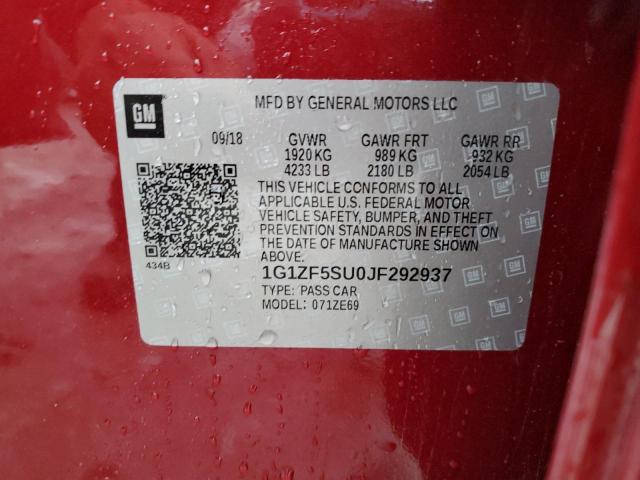 GM
MFD BY GENERAL MOTORS LLC
09/18 GVWR GAWR FRT GAWR RR
1920 KG 989 KG 932 KG
4233 LB 2180 LB 2054 LB
THIS VEHICLE CONFORMS TO ALL
APPLICABLE U.S. FEDERAL MOTOR
VEHICLE SAFETY, BUMPER, AND THEFT
PREVENTION STANDARDS IN EFFECT ON
THE DATE OF MANUFACTURE SHOWN
ABOVE.
434B
1G1ZF5SU0JF292937
TYPE: PASS CAR
MODEL: 071ZE69